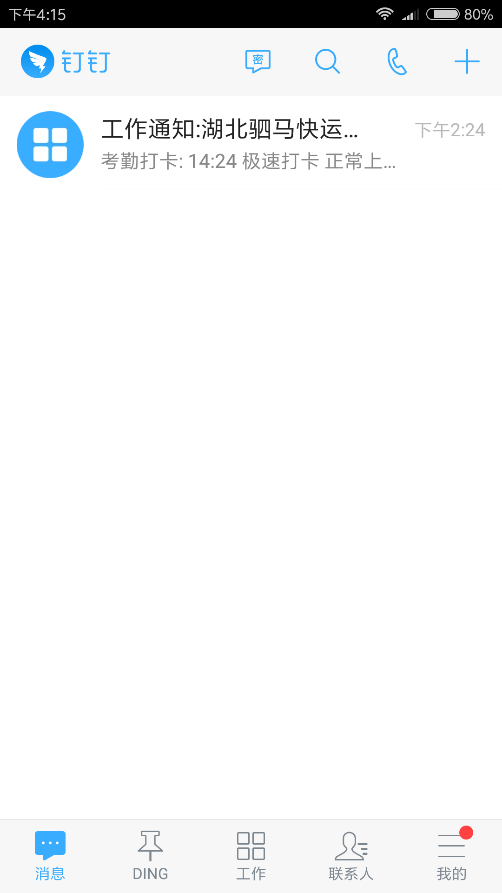 下午4:15
80%
钉钉
密
工作通知:湖北驷马快运...
下午2:24
考勤打卡: 14:24 极速打卡 正常上...
消息
DING
工作
联系人
我的